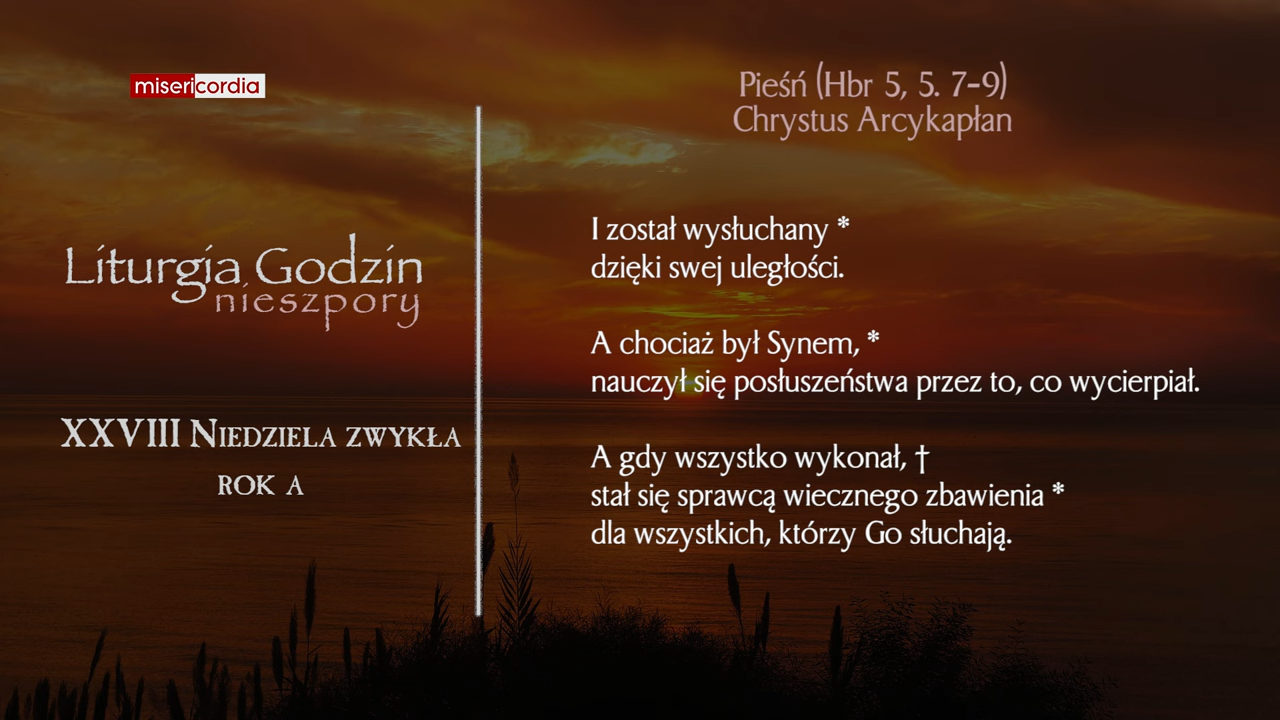 misericordia
Liturgia Godzin
nieszpory
XXVIII Niedziela zwykła
rok A
Pieśń (Hbr 5, 5. 7-9)
Chrystus Arcykapłan
I został wysłuchany *
dzięki swej uległości.
A chociaż był Synem, *
nauczył się posłuszeństwa przez to, co wycierpiał.
A gdy wszystko wykonał, †
stał się sprawcą wiecznego zbawienia *
dla wszystkich, którzy Go słuchają.